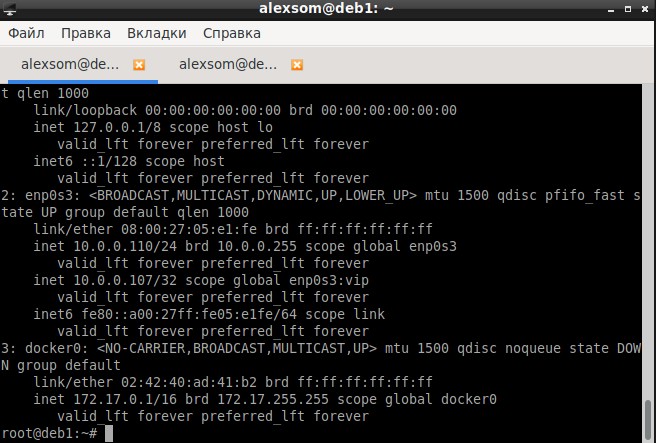 alexsom@deb1: ~
Файл Правка Вкладки Справка
alexsom@de... alexsom@de...
t qlen 1000
    link/loopback 00:00:00:00:00:00 brd 00:00:00:00:00:00
    inet 127.0.0.1/8 scope host lo
       valid_lft forever preferred_lft forever
    inet6 ::1/128 scope host
       valid_lft forever preferred_lft forever
2: enp0s3: <BROADCAST,MULTICAST,DYNAMIC,UP,LOWER_UP> mtu 1500 qdisc pfifo_fast s
tate UP group default qlen 1000
    link/ether 08:00:27:05:e1:fe brd ff:ff:ff:ff:ff:ff
    inet 10.0.0.110/24 brd 10.0.0.255 scope global enp0s3
       valid_lft forever preferred_lft forever
    inet 10.0.0.107/32 scope global enp0s3:vip
       valid_lft forever preferred_lft forever
    inet6 fe80::a00:27ff:fe05:e1fe/64 scope link
       valid_lft forever preferred_lft forever
3: docker0: <NO-CARRIER,BROADCAST,MULTICAST,UP> mtu 1500 qdisc noqueue state DOW
N group default
    link/ether 02:42:40:ad:41:b2 brd ff:ff:ff:ff:ff:ff
    inet 172.17.0.1/16 brd 172.17.255.255 scope global docker0
       valid_lft forever preferred_lft forever
root@deb1:~#